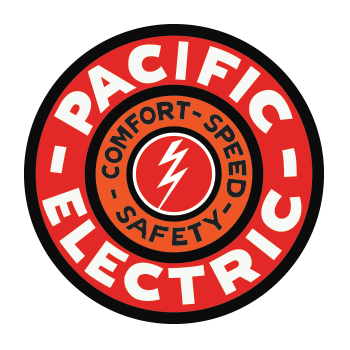 PACIFIC
- ELECTRIC -
COMFORT - SPEED
- SAFETY -